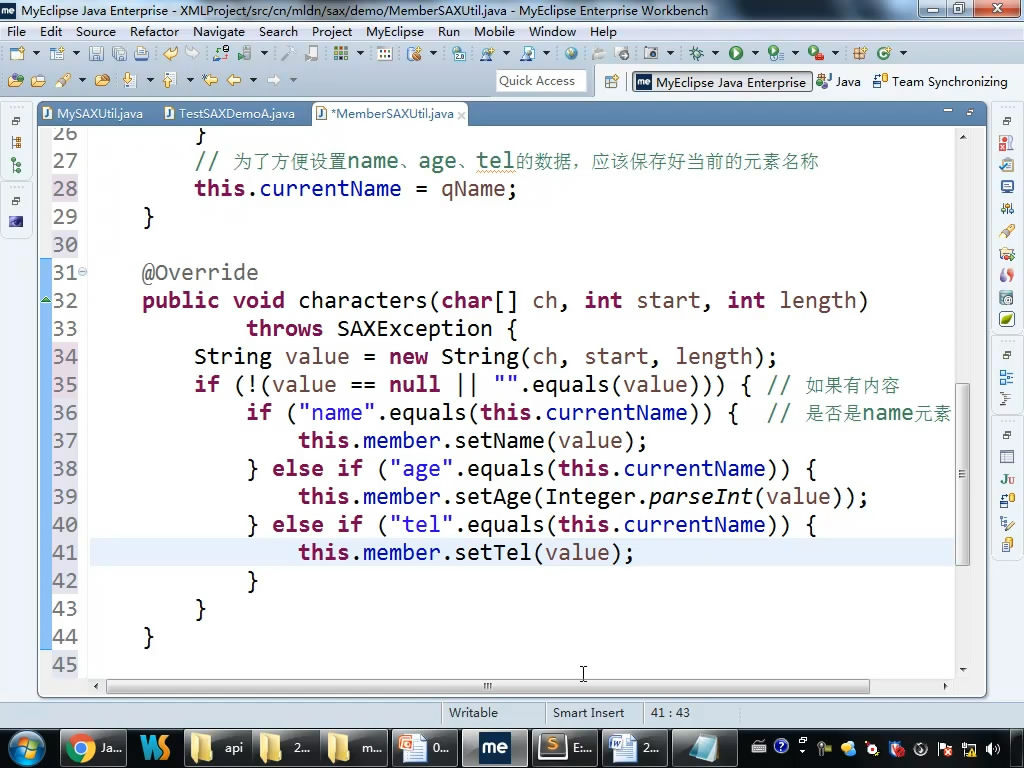 MyEclipse Java Enterprise - XMLProject/src/cn/mldn/sax/demo/MemberSAXUtil.java - MyEclipse Enterprise Workbench
File Edit Source Refactor Navigate Search Project MyEclipse Run Mobile Window Help
Quick Access
MyEclipse Java Enterprise
Java
Team Synchronizing
MySAXUtil.java
TestSAXDemoA.java
*MemberSAXUtil.java
26 }
27 // 为了方便设置name、age、tel的数据，应该保存好当前的元素名称
28 this.currentName = qName;
29 }
30
31 @Override
32 public void characters(char[] ch, int start, int length)
33 throws SAXException {
34 String value = new String(ch, start, length);
35 if (!(value == null || "".equals(value))) { // 如果有内容
36 if ("name".equals(this.currentName)) { // 是否是name元素
37 this.member.setName(value);
38 } else if ("age".equals(this.currentName)) {
39 this.member.setAge(Integer.parseInt(value));
40 } else if ("tel".equals(this.currentName)) {
41 this.member.setTel(value);
42 }
43 }
44 }
45
Writable
Smart Insert
41 : 43
Ja...
api
2...
m...
0...
me
E:...
2...